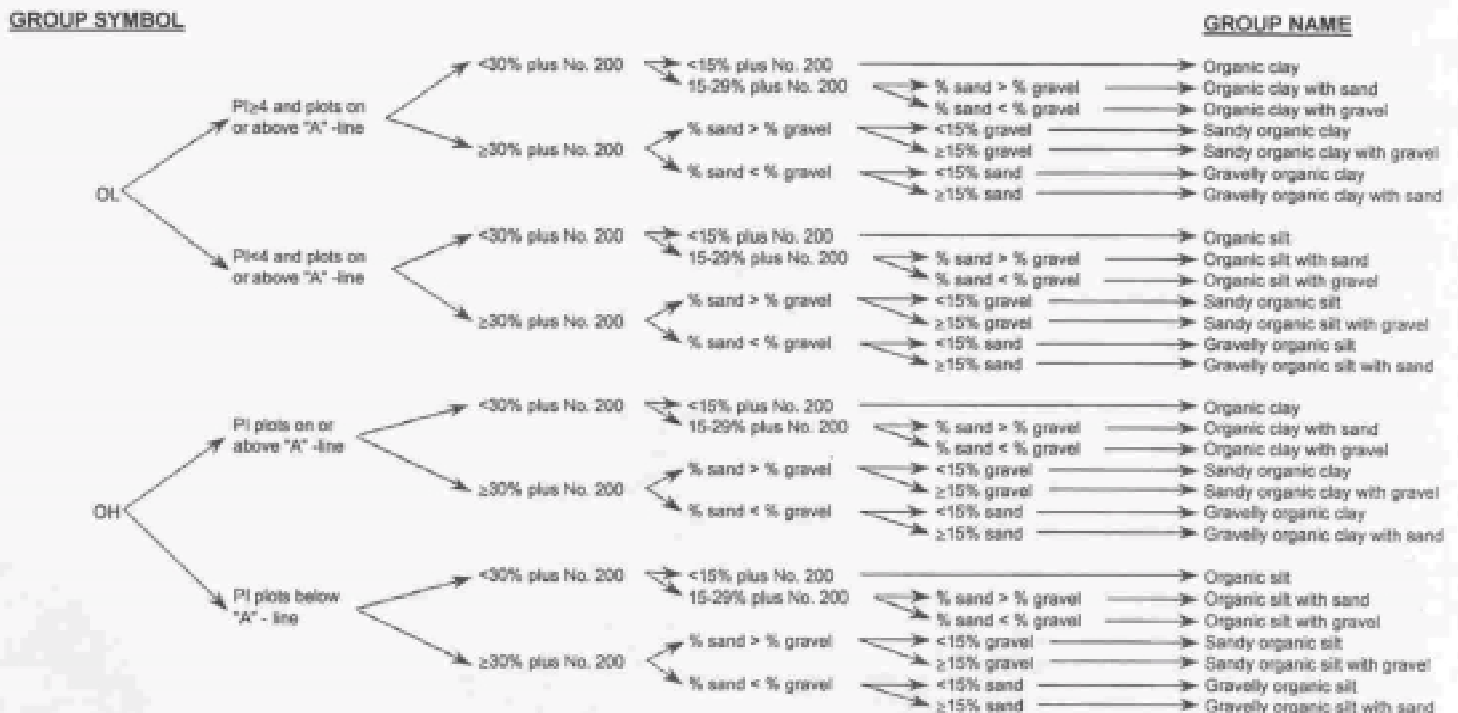 GROUP SYMBOL GROUP NAME
<30% plus No. 200 <15% plus No. 200 Organic clay
15-29% plus No. 200 % sand > % gravel Organic clay with sand
PI≥4 and plots on % sand < % gravel Organic clay with gravel
or above "A" -line % sand > % gravel <15% gravel Sandy organic clay
≥30% plus No. 200 ≥15% gravel Sandy organic clay with gravel
% sand < % gravel <15% sand Gravelly organic clay
OL ≥15% sand Gravelly organic clay with sand
<30% plus No. 200 <15% plus No. 200 Organic silt
PI<4 and plots on 15-29% plus No. 200 % sand > % gravel Organic silt with sand
or above "A" -line % sand < % gravel Organic silt with gravel
% sand > % gravel <15% gravel Sandy organic silt
≥30% plus No. 200 ≥15% gravel Sandy organic silt with gravel
% sand < % gravel <15% sand Gravelly organic silt
≥15% sand Gravelly organic silt with sand
<30% plus No. 200 <15% plus No. 200 Organic clay
PI plots on or 15-29% plus No. 200 % sand > % gravel Organic clay with sand
above "A" -line % sand < % gravel Organic clay with gravel
% sand > % gravel <15% gravel Sandy organic clay
≥30% plus No. 200 ≥15% gravel Sandy organic clay with gravel
OH % sand < % gravel <15% sand Gravelly organic clay
≥15% sand Gravelly organic clay with sand
<30% plus No. 200 <15% plus No. 200 Organic silt
PI plots below 15-29% plus No. 200 % sand > % gravel Organic silt with sand
"A" - line % sand < % gravel Organic silt with gravel
% sand > % gravel <15% gravel Sandy organic silt
≥30% plus No. 200 ≥15% gravel Sandy organic silt with gravel
% sand < % gravel <15% sand Gravelly organic silt
≥15% sand Gravelly organic silt with sand